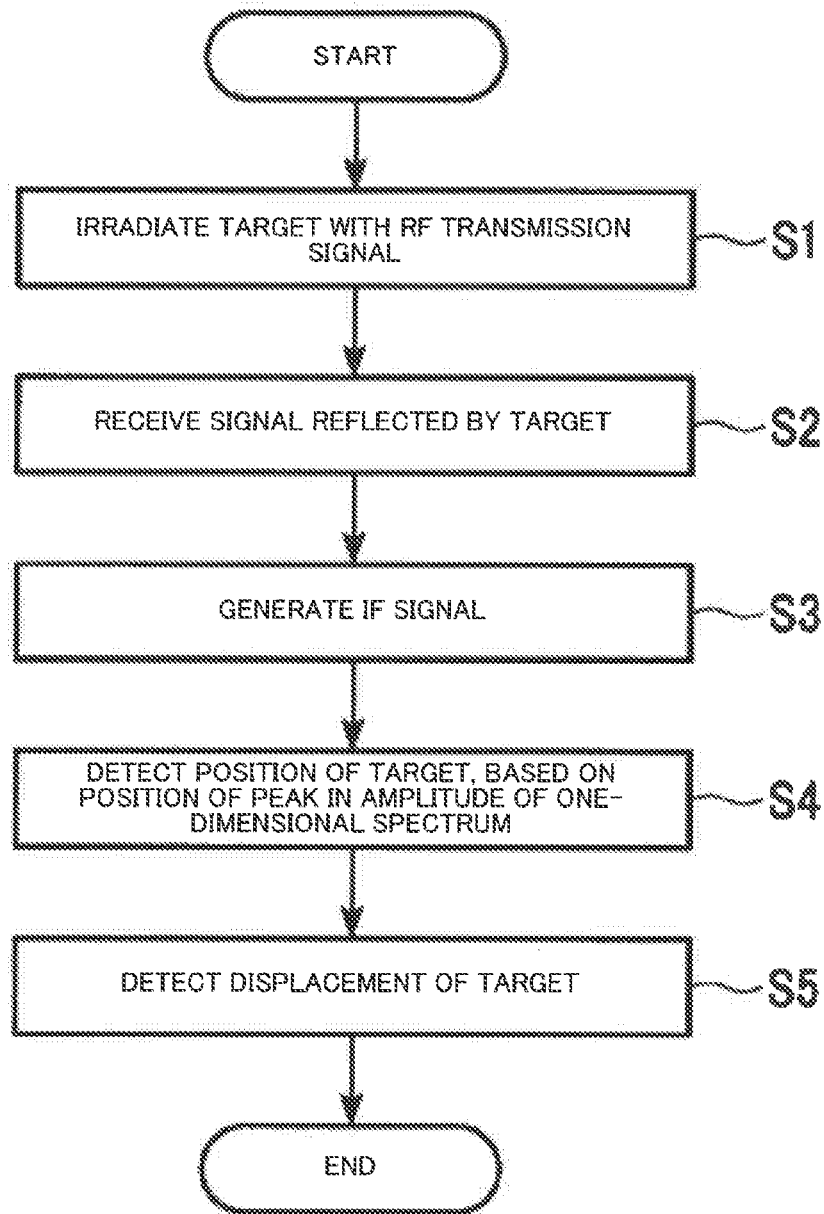 START
IRRADIATE TARGET WITH RF TRANSMISSION
SIGNAL
S1
RECEIVE SIGNAL REFLECTED BY TARGET
S2
GENERATE IF SIGNAL
S3
DETECT POSITION OF TARGET, BASED ON
POSITION OF PEAK IN AMPLITUDE OF ONE-
DIMENSIONAL SPECTRUM
S4
DETECT DISPLACEMENT OF TARGET
S5
END